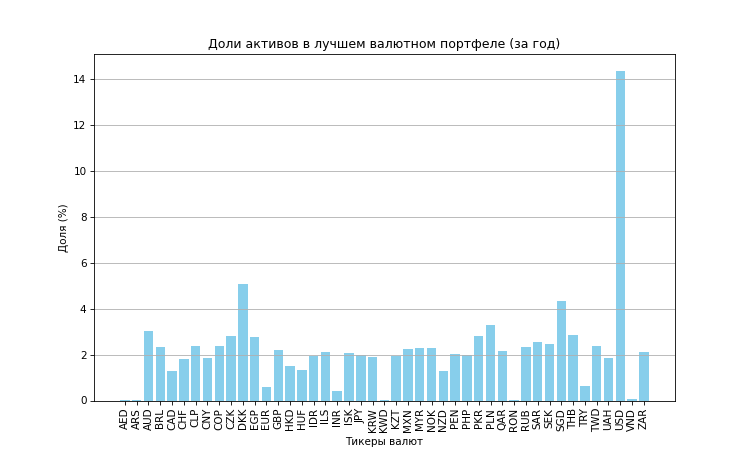 Доли активов в лучшем валютном портфеле (за год)
Доля (%)
14
12
10
8
6
4
2
0
AED ARS AUD BRL CAD CHF CLP CNY COP CZK DKK EGP EUR GBP HKD HUF IDR ILS INR ISK JPY KRW KWD KZT MXN MYR NOK NZD PEN PHP PKR PLN QAR RON RUB SAR SEK SGD THB TRY TWD UAH USD VND ZAR
Тикеры валют